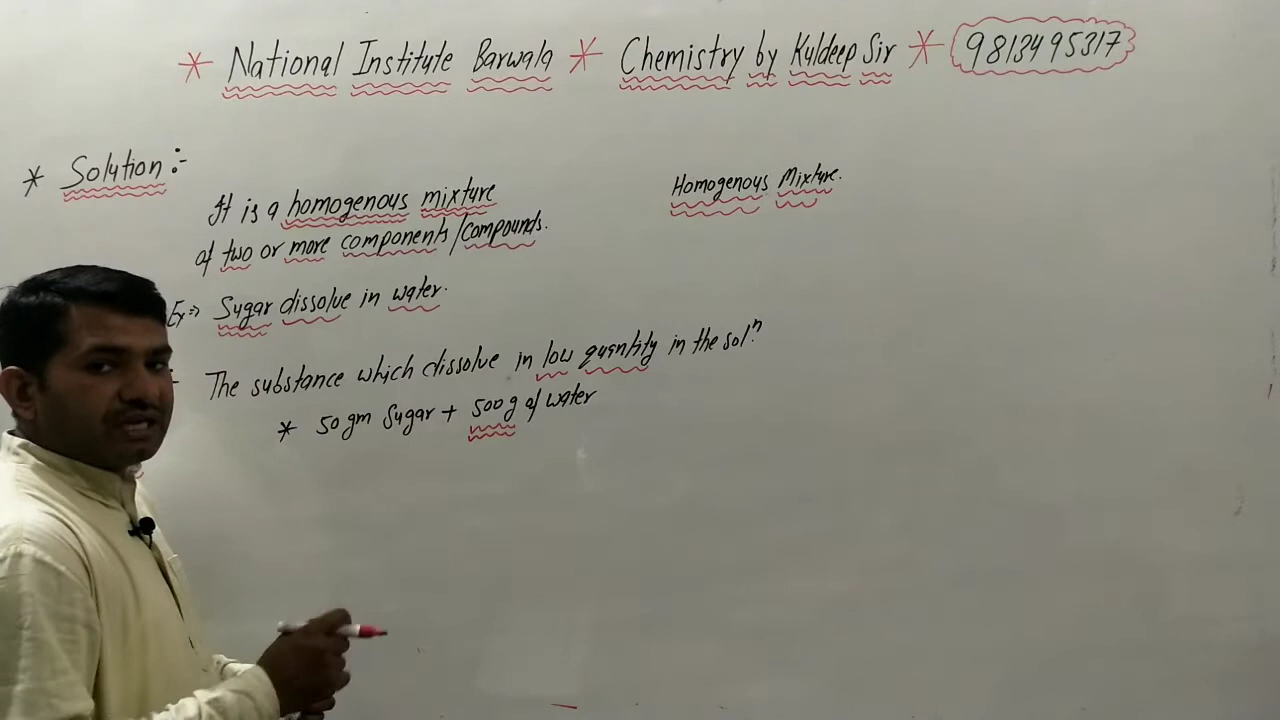 * National Institute Barwala * Chemistry by Kuldeep Sir * 9813495317
* Solution :-
It is a homogenous mixture
of two or more components/compounds.
Homogenous Mixture.
Ex => Sugar dissolve in water.
The substance which dissolve in low quantity in the solⁿ.
* 50 gm Sugar + 500 g of water